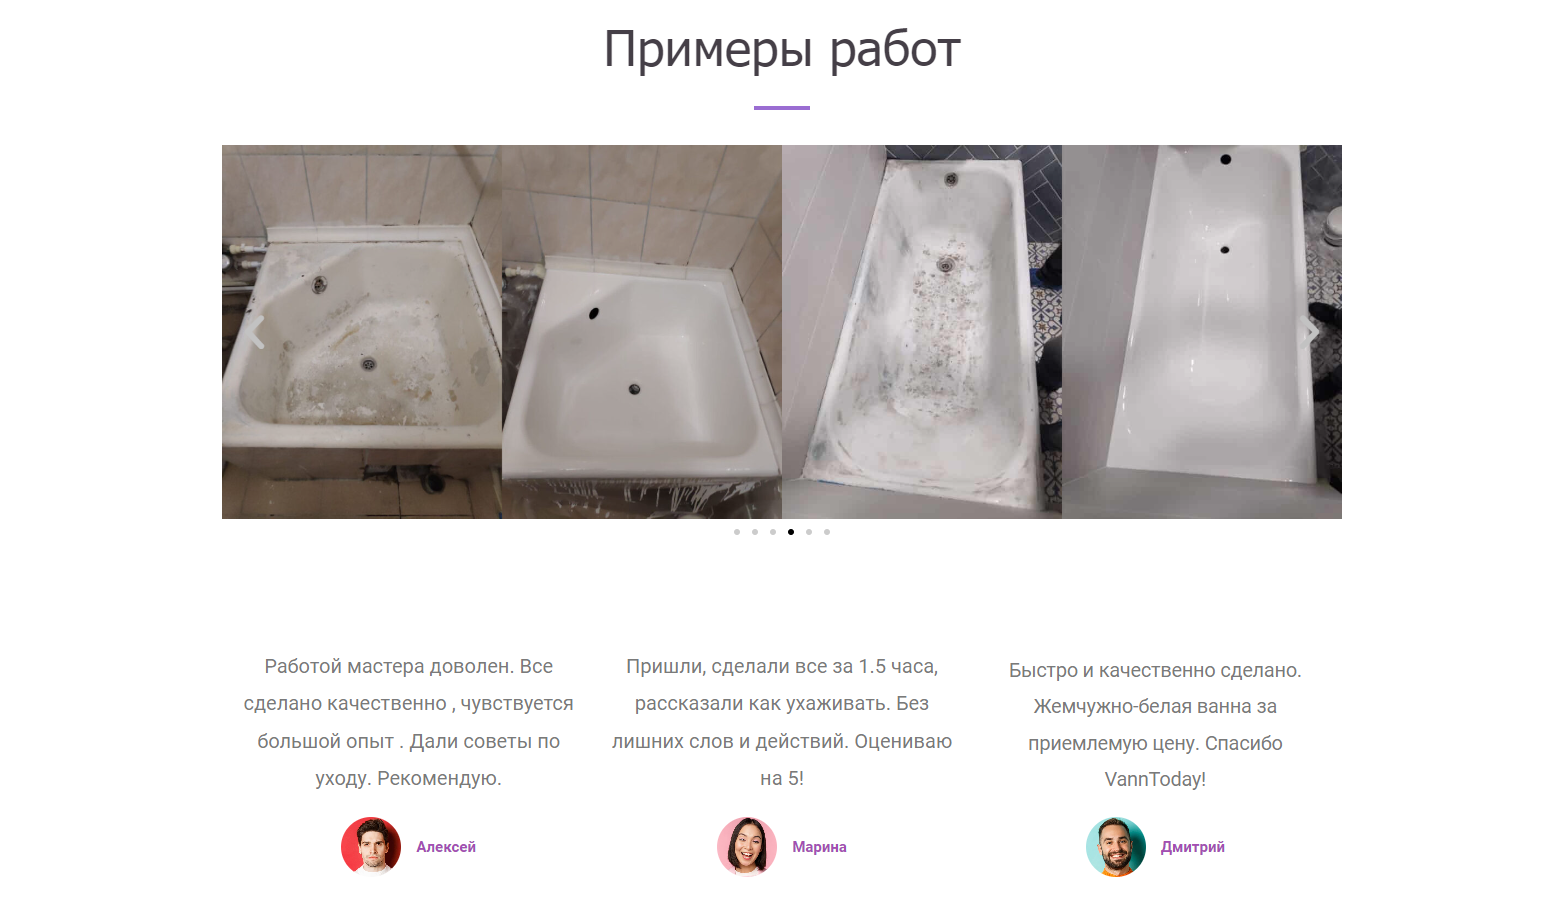 Примеры работ
Работой мастера доволен. Все
сделано качественно , чувствуется
большой опыт . Дали советы по
уходу. Рекомендую.
Алексей
Пришли, сделали все за 1.5 часа,
рассказали как ухаживать. Без
лишних слов и действий. Оцениваю
на 5!
Марина
Быстро и качественно сделано.
Жемчужно-белая ванна за
приемлемую цену. Спасибо
VannToday!
Дмитрий